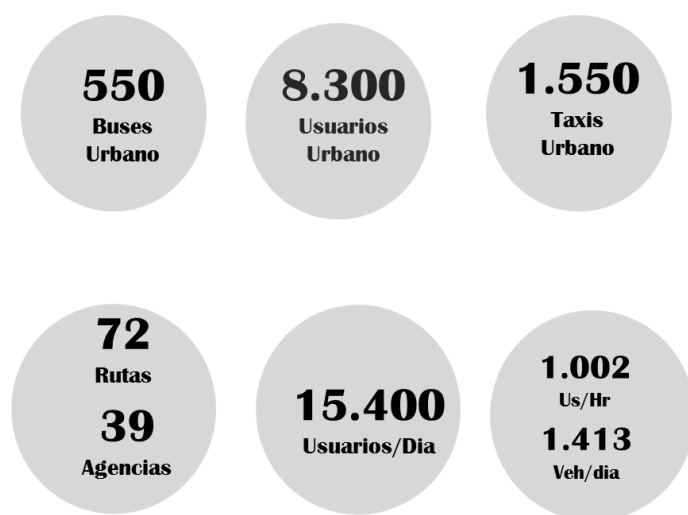 550
Buses
Urbano
8.300
Usuarios
Urbano
1.550
Taxis
Urbano
72
Rutas
39
Agencias
15.400
Usuarios/Dia
1.002
Us/Hr
1.413
Veh/dia